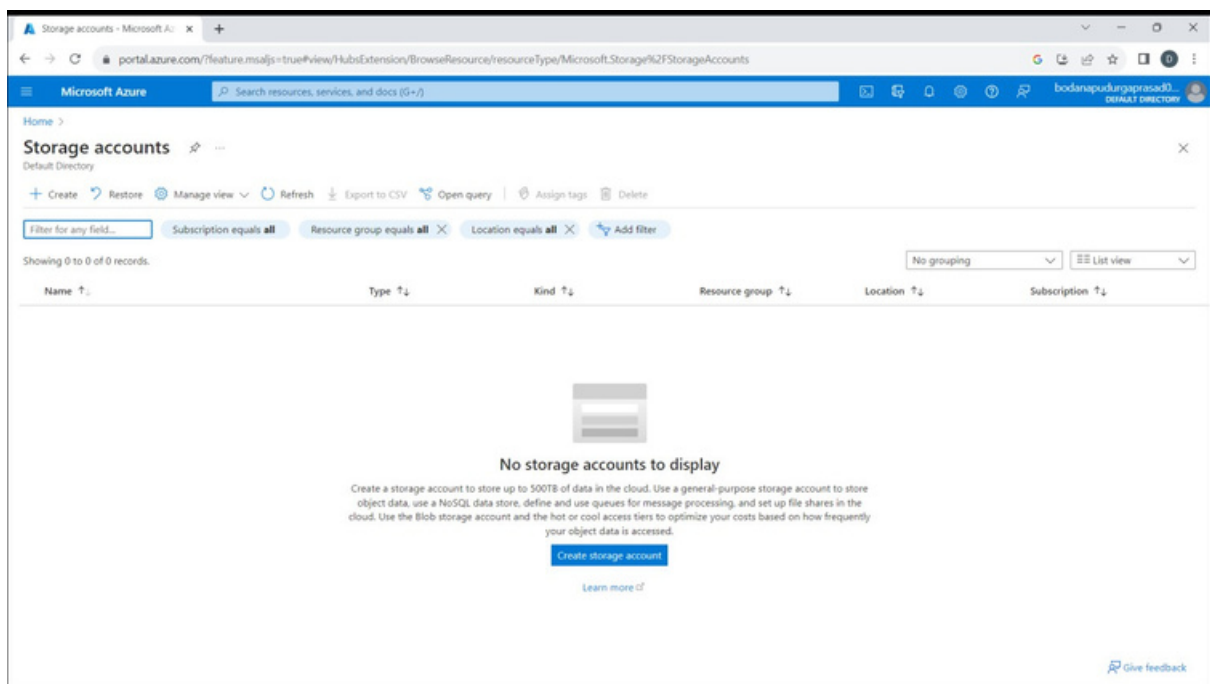 Storage accounts - Microsoft A
portal.azure.com/?feature.msaljs=true#view/HubsExtension/BrowseResource/resourceType/Microsoft.Storage%2FStorageAccounts
G
D
Microsoft Azure
Search resources, services, and docs (G+/)
bodanapudurgaprasad0...
DEFAULT DIRECTORY
Home >
Storage accounts
Default Directory
Create Restore Manage view Refresh Export to CSV Open query Assign tags Delete
Filter for any field... Subscription equals all Resource group equals all Location equals all Add filter
Showing 0 to 0 of 0 records. No grouping List view
Name Type Kind Resource group Location Subscription
No storage accounts to display
Create a storage account to store up to 500TB of data in the cloud. Use a general-purpose storage account to store
object data, use a NoSQL data store, define and use queues for message processing, and set up file shares in the
cloud. Use the Blob storage account and the hot or cool access tiers to optimize your costs based on how frequently
your object data is accessed.
Create storage account
Learn more
Give feedback